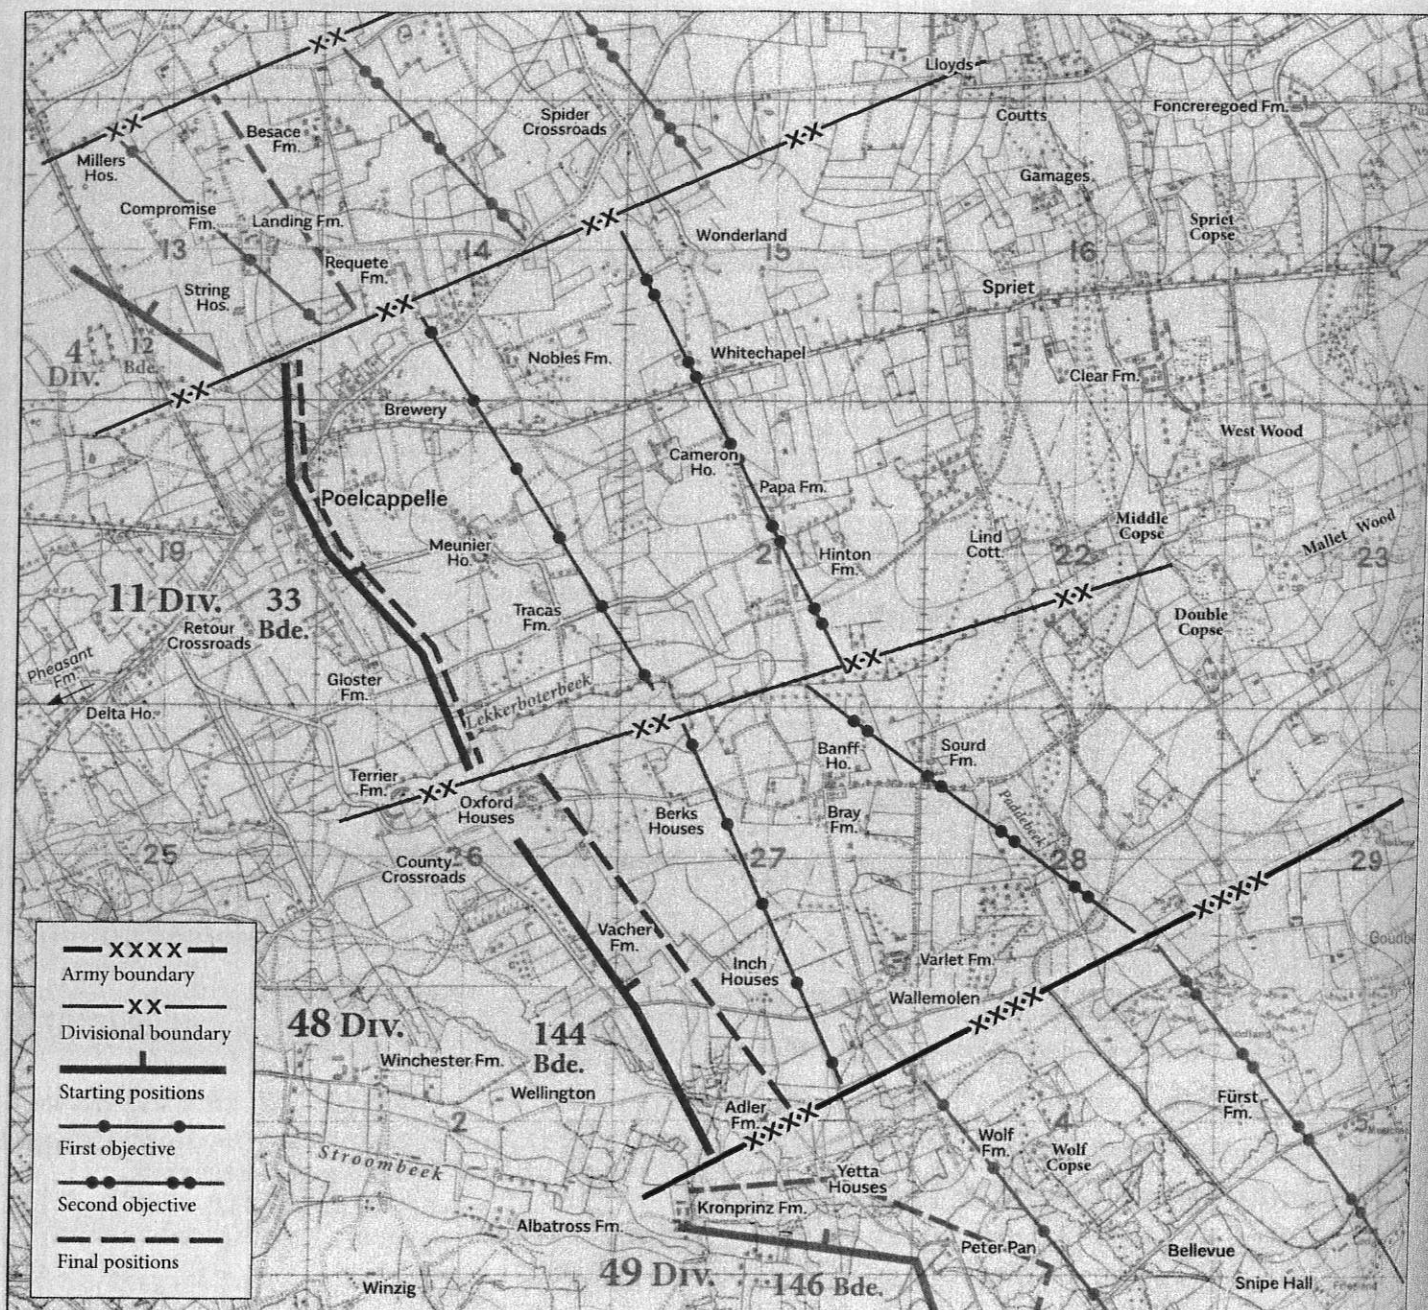 X-X
Lloyds
Foncreregoed Fm.
Coutts
Spider
Crossroads
Besace
Fm.
X-X
X-X
Millers
Hos.
Gamages
Compromise
Fm.
Landing Fm.
X-X
Spriet
Copse
Wonderland
13
14
15
16
17
Requete
Fm.
String
Hos.
Spriet
X-X
4
Div.
12
Bde.
Nobles Fm.
Whitechapel
Clear Fm.
X-X
Brewery
West Wood
Cameron
Ho.
Papa Fm.
Poelcappelle
Middle
Copse
Mallet Wood
Lind
Cott.
Meunier
Ho.
Hinton
Fm.
19
21
22
23
11 Div.
33
Bde.
X-X
Tracas
Fm.
Double
Copse
Retour
Crossroads
Pheasant
Fm.
X-X
Gloster
Fm.
Lekkerboterbeek
Delta Ho.
X-X
Banff
Ho.
Sourd
Fm.
Terrier
Fm.
X-X
Oxford
Houses
Berks
Houses
Bray
Fm.
Paddebeek
25
26
27
28
29
County
Crossroads
X-X-X-X
Vacher
Fm.
Inch
Houses
Varlet Fm.
Wallemolen
X-X-X-X
48 Div.
144
Bde.
Winchester Fm.
Wellington
Adler
Fm.
X-X-X-X
2
Fürst
Fm.
4
5
Wolf
Fm.
Wolf
Copse
Stroombeek
Yetta
Houses
Kronprinz Fm.
Albatross Fm.
Peter Pan
Bellevue
49 Div.
146 Bde.
Snipe Hall
Winzig
XXXX
Army boundary
XX
Divisional boundary
Starting positions
First objective
Second objective
Final positions